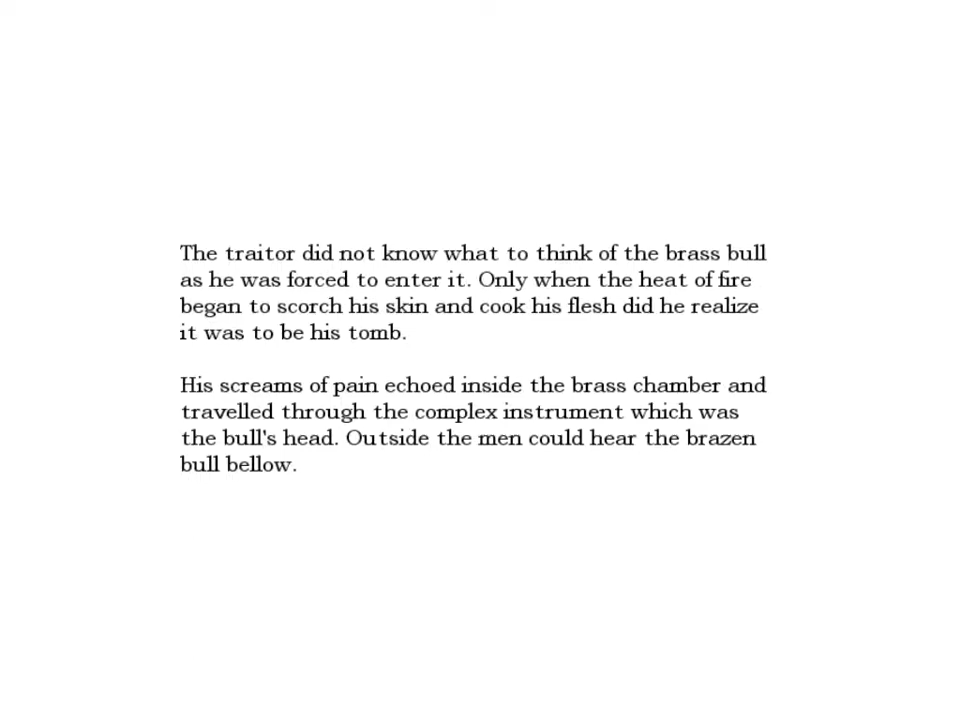 The traitor did not know what to think of the brass bull
as he was forced to enter it. Only when the heat of fire
began to scorch his skin and cook his flesh did he realize
it was to be his tomb.
His screams of pain echoed inside the brass chamber and
travelled through the complex instrument which was
the bull's head. Outside the men could hear the brazen
bull bellow.